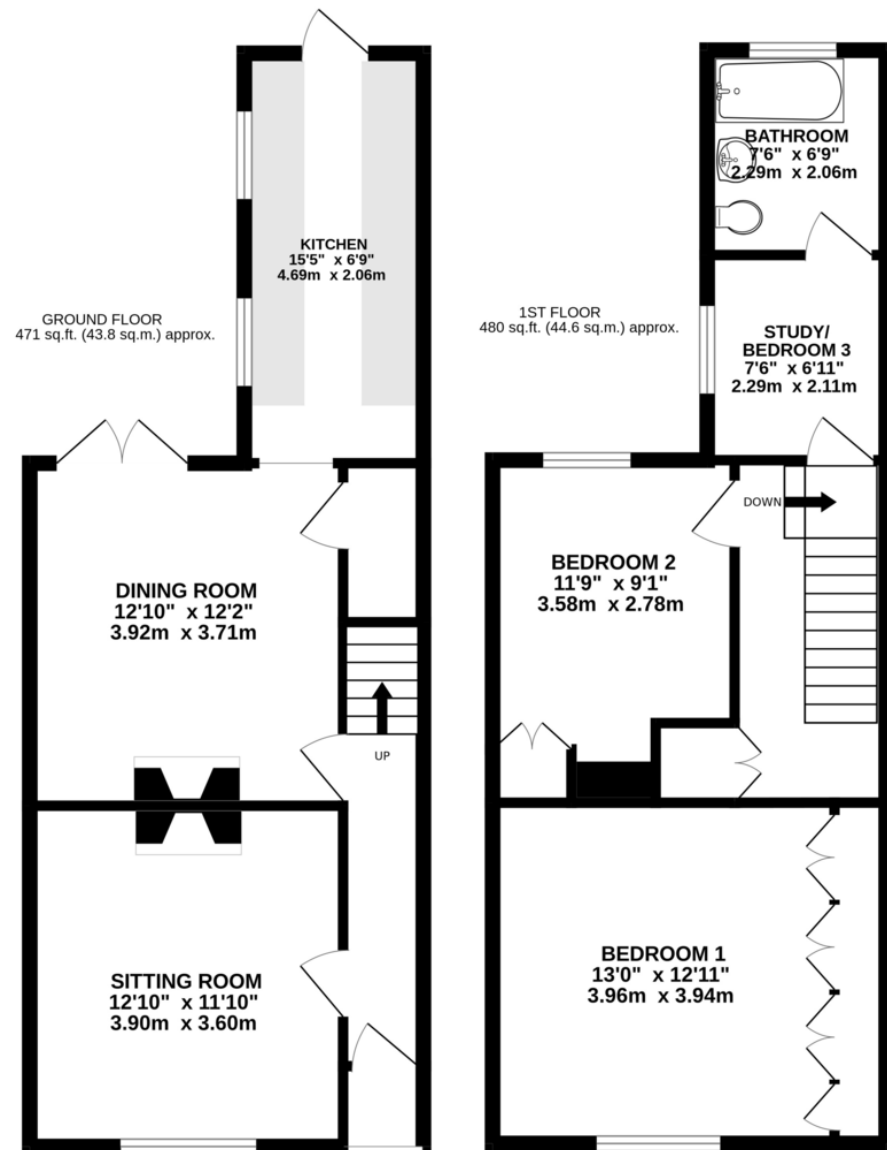 KITCHEN
15'5" x 6'9"
4.69m x 2.06m
GROUND FLOOR
471 sq.ft. (43.8 sq.m.) approx.
DINING ROOM
12'10" x 12'2"
3.92m x 3.71m
UP
SITTING ROOM
12'10" x 11'10"
3.90m x 3.60m
BATHROOM
7'6" x 6'9"
2.29m x 2.06m
1ST FLOOR
480 sq.ft. (44.6 sq.m.) approx.
STUDY/
BEDROOM 3
7'6" x 6'11"
2.29m x 2.11m
DOWN
BEDROOM 2
11'9" x 9'1"
3.58m x 2.78m
BEDROOM 1
13'0" x 12'11"
3.96m x 3.94m